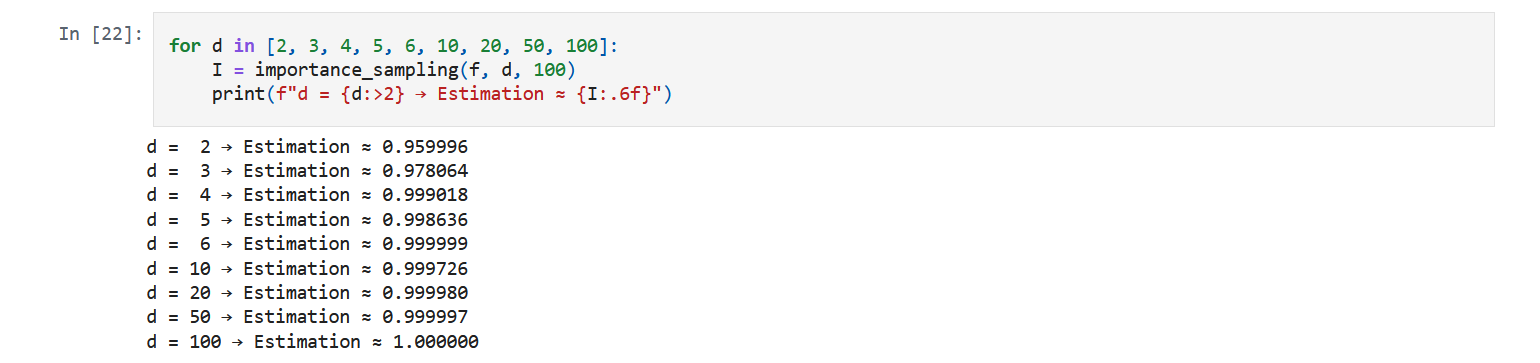 In [22]:
for d in [2, 3, 4, 5, 6, 10, 20, 50, 100]:
    I = importance_sampling(f, d, 100)
    print(f"d = {d:>2} → Estimation ≈ {I:.6f}")
d =  2 → Estimation ≈ 0.959996
d =  3 → Estimation ≈ 0.978064
d =  4 → Estimation ≈ 0.999018
d =  5 → Estimation ≈ 0.998636
d =  6 → Estimation ≈ 0.999999
d = 10 → Estimation ≈ 0.999726
d = 20 → Estimation ≈ 0.999980
d = 50 → Estimation ≈ 0.999997
d = 100 → Estimation ≈ 1.000000